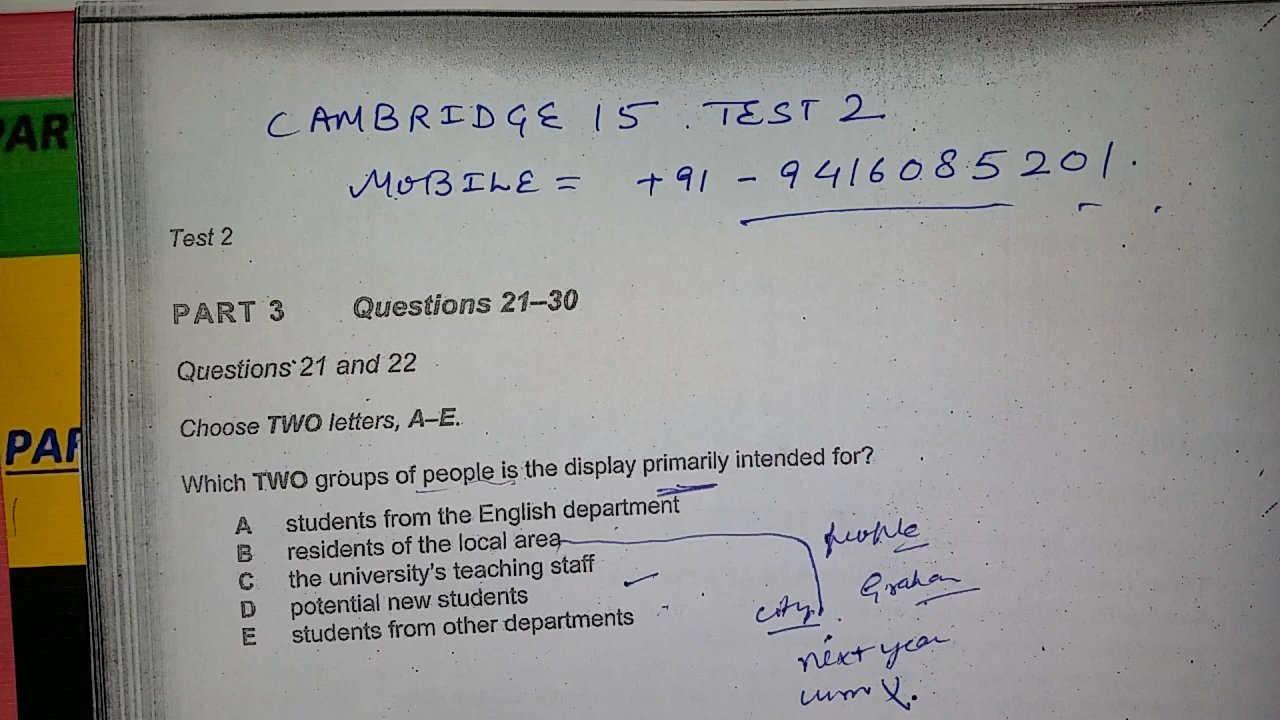 CAMBRIDGE 15. TEST 2
MOBILE = +91 - 9416085201.
Test 2
PART 3 Questions 21–30
Questions 21 and 22
Choose TWO letters, A–E.
Which TWO groups of people is the display primarily intended for?
A students from the English department
B residents of the local area
C the university's teaching staff
D potential new students
E students from other departments
people
Graham
city
next year
PAR
PAR